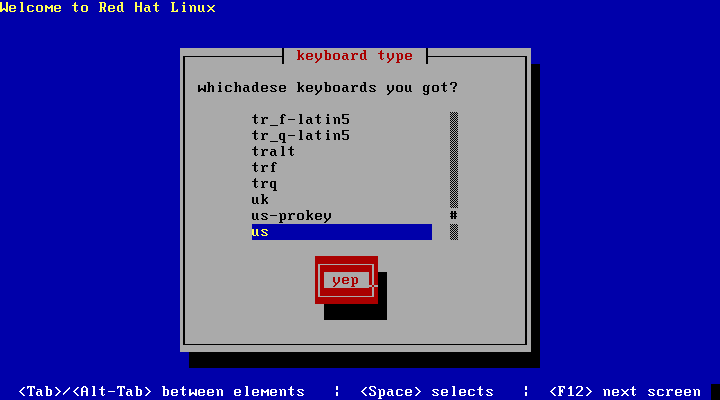 Welcome to Red Hat Linux
keyboard type
whichadese keyboards you got?
tr_f-latin5
tr_q-latin5
tralt
trf
trq
uk
us-prokey #
us
yep
<Tab>/<Alt-Tab> between elements ¦ <Space> selects ¦ <F12> next screen